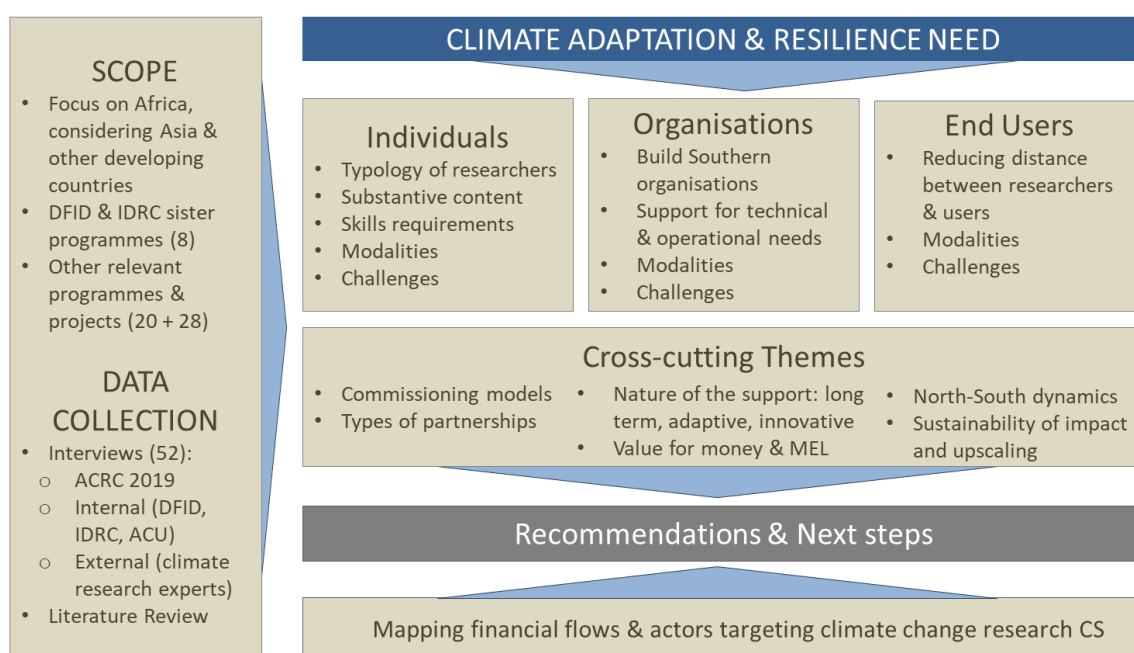 SCOPE
• Focus on Africa,
considering Asia &
other developing
countries
• DFID & IDRC sister
programmes (8)
• Other relevant
programmes &
projects (20 + 28)
DATA
COLLECTION
• Interviews (52):
o ACRC 2019
o Internal (DFID,
IDRC, ACU)
o External (climate
research experts)
• Literature Review
CLIMATE ADAPTATION & RESILIENCE NEED
Individuals
• Typology of researchers
• Substantive content
• Skills requirements
• Modalities
• Challenges
Organisations
• Build Southern
organisations
• Support for technical
& operational needs
• Modalities
• Challenges
End Users
• Reducing distance
between researchers
& users
• Modalities
• Challenges
Cross-cutting Themes
• Commissioning models
• Types of partnerships
• Nature of the support: long
term, adaptive, innovative
• Value for money & MEL
• North-South dynamics
• Sustainability of impact
and upscaling
Recommendations & Next steps
Mapping financial flows & actors targeting climate change research CS